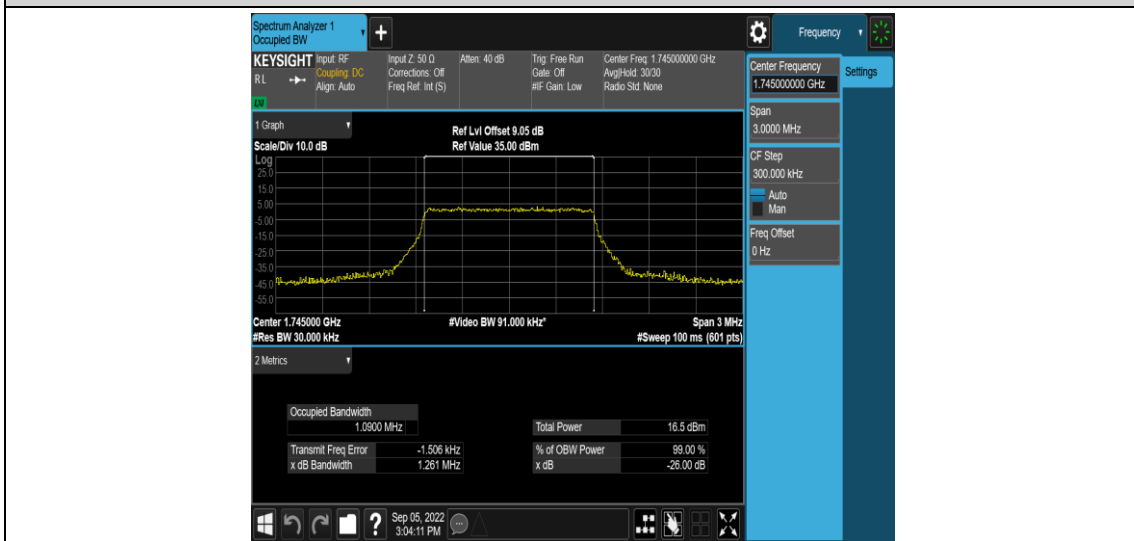 Spectrum Analyzer 1
Occupied BW
Frequency
KEYSIGHT
Input: RF
Input Z: 50 Ω
Atten: 40 dB
Trig: Free Run
Center Freq: 1.745000000 GHz
RL
Coupling: DC
Corrections: Off
Gate: Off
Avg|Hold: 30/30
Align: Auto
Freq Ref: Int (S)
#IF Gain: Low
Radio Std: None
Center Frequency
1.745000000 GHz
Settings
Span
3.0000 MHz
CF Step
300.000 kHz
Auto
Man
Freq Offset
0 Hz
1 Graph
Ref Lvl Offset 9.05 dB
Scale/Div 10.0 dB
Ref Value 35.00 dBm
Log
25.0
15.0
5.00
-5.00
-15.0
-25.0
-35.0
-45.0
-55.0
Center 1.745000 GHz
#Video BW 91.000 kHz*
Span 3 MHz
#Res BW 30.000 kHz
#Sweep 100 ms (601 pts)
2 Metrics
Occupied Bandwidth
1.0900 MHz
Total Power 16.5 dBm
Transmit Freq Error -1.506 kHz
% of OBW Power 99.00 %
x dB Bandwidth 1.261 MHz
x dB -26.00 dB
?
Sep 05, 2022
3:04:11 PM